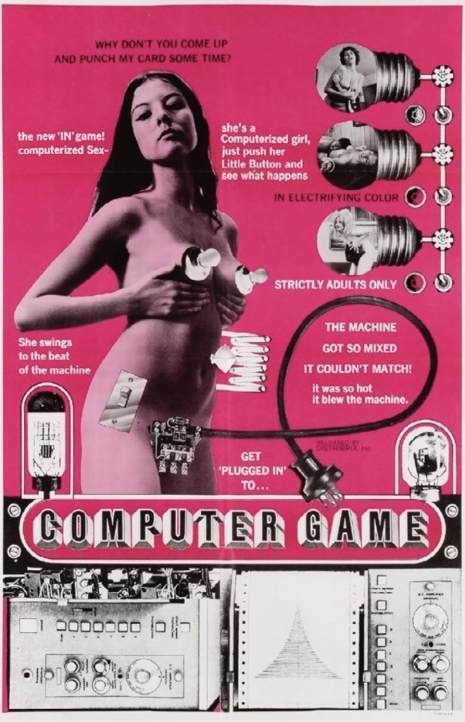 WHY DON'T YOU COME UP
AND PUNCH MY CARD SOME TIME?
the new 'IN' game!
computerized Sex-
she's a
Computerized girl,
just push her
Little Button and
see what happens
IN ELECTRIFYING COLOR
STRICTLY ADULTS ONLY
She swings
to the beat
of the machine
THE MACHINE
GOT SO MIXED
IT COULDN'T MATCH!
it was so hot
it blew the machine.
RELEASED BY
GET
'PLUGGED IN'
TO...
COMPUTER GAME